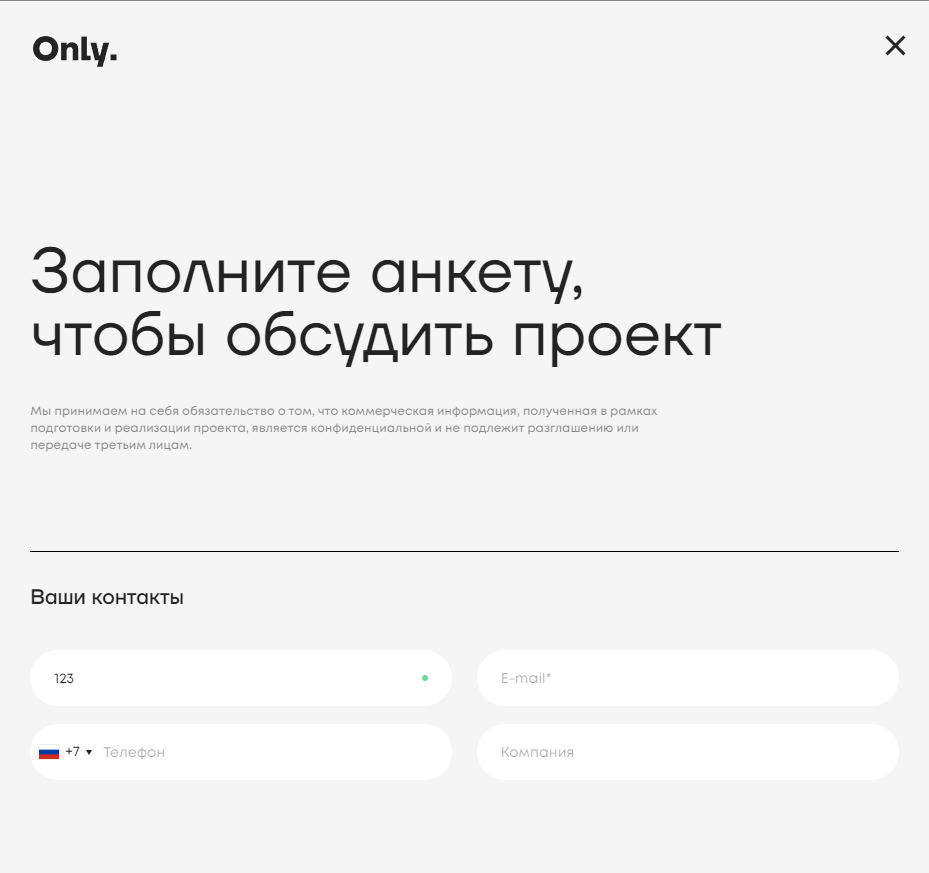 Only.
Заполните анкету,
чтобы обсудить проект
Мы принимаем на себя обязательство о том, что коммерческая информация, полученная в рамках
подготовки и реализации проекта, является конфиденциальной и не подлежит разглашению или
передаче третьим лицам.
Ваши контакты
123
E-mail*
+7 Телефон
Компания